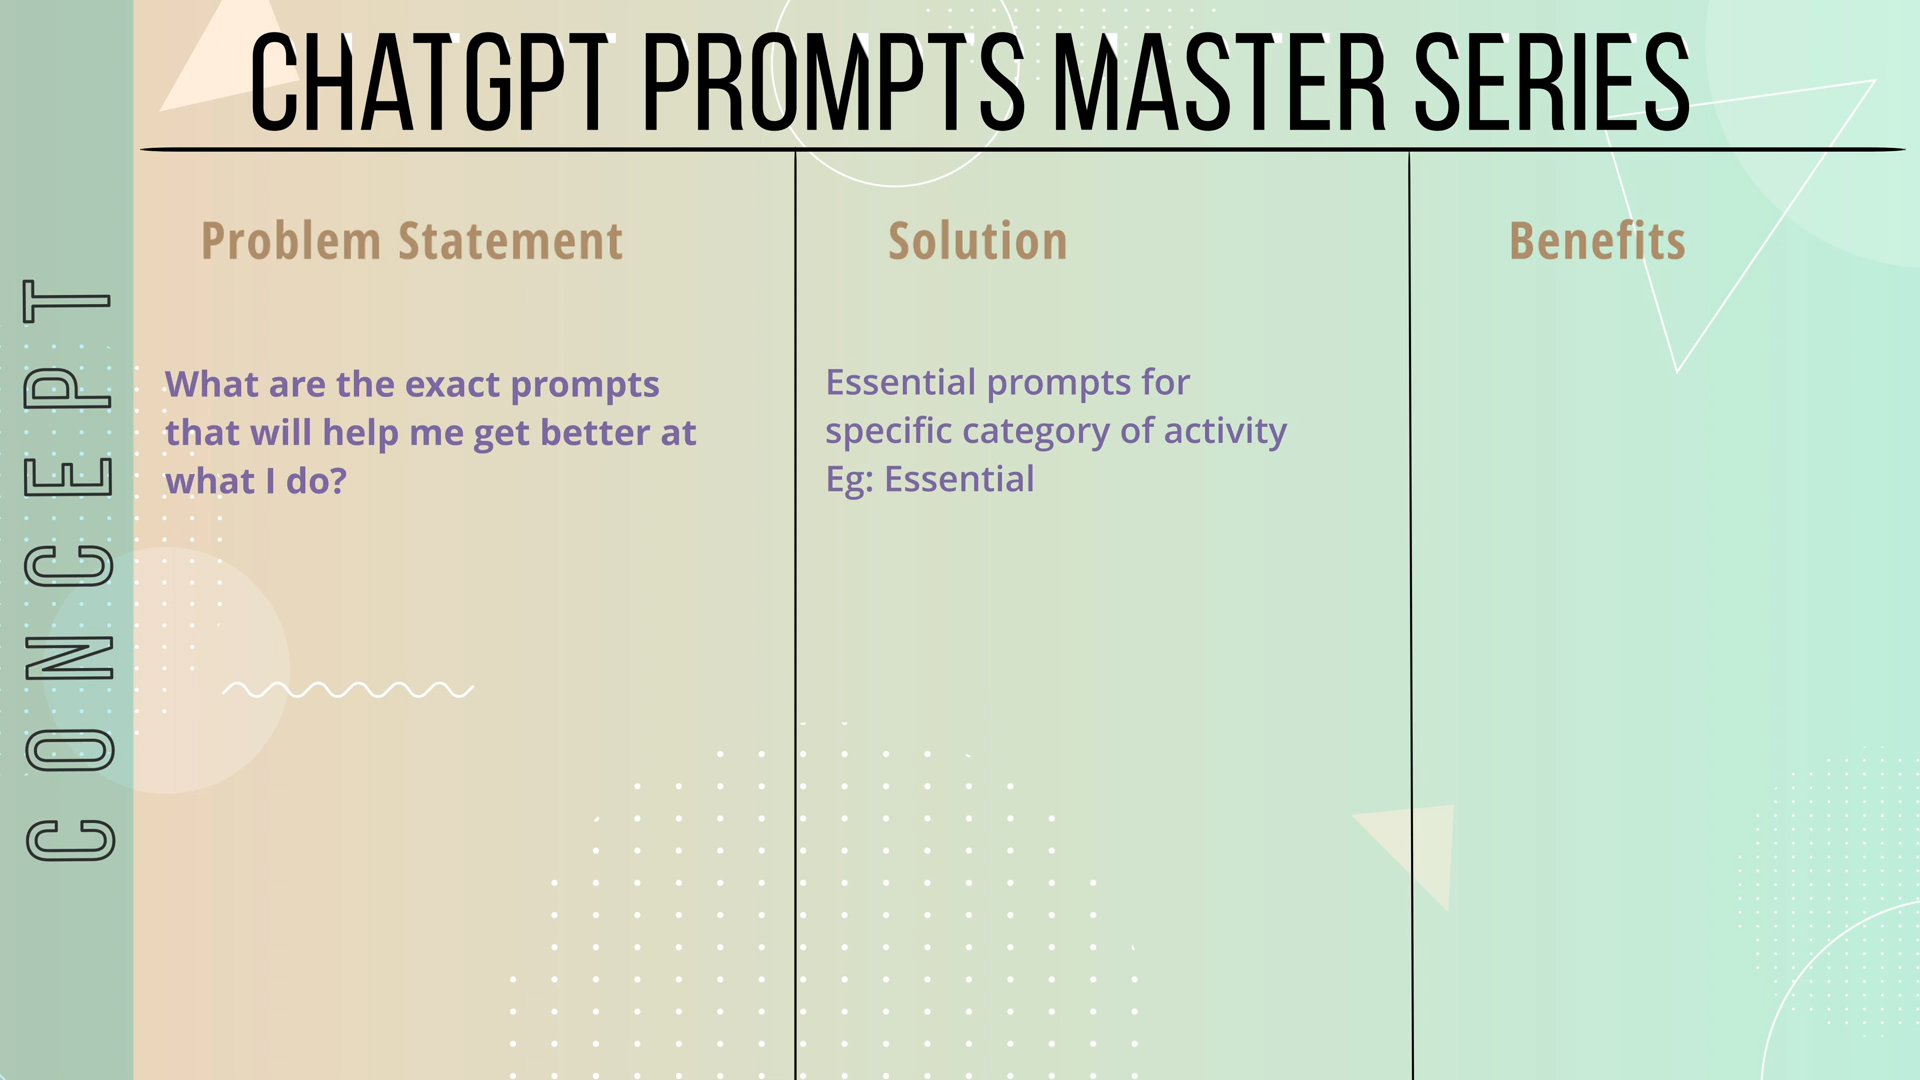 CHATGPT PROMPTS MASTER SERIES
CONCEPT
Problem Statement
What are the exact prompts
that will help me get better at
what I do?
Solution
Essential prompts for
specific category of activity
Eg: Essential
Benefits